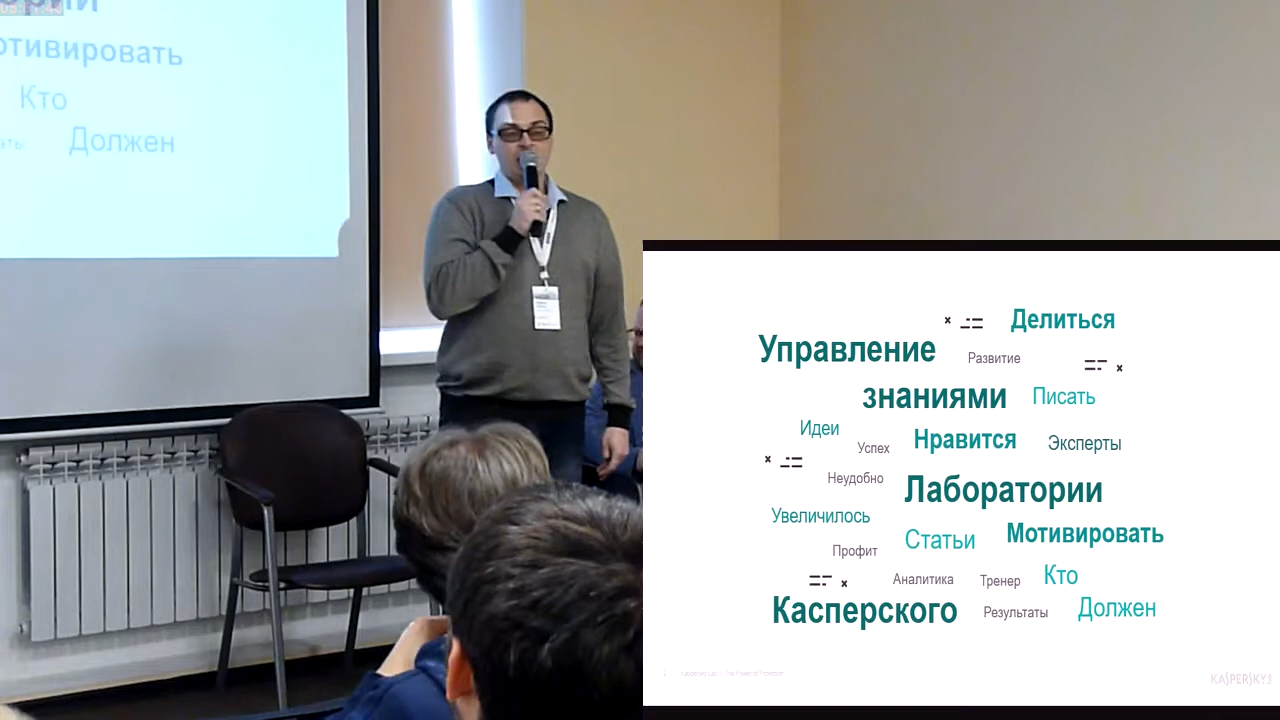 отивировать
Кто
Должен
Делиться
Управление
Развитие
знаниями
Писать
Идеи
Успех
Нравится
Эксперты
Неудобно
Лаборатории
Увеличилось
Статьи
Мотивировать
Профит
Аналитика
Тренер
Кто
Касперского
Результаты
Должен
KASPERSKY